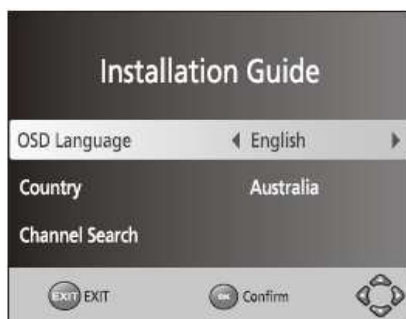 Installation Guide
OSD Language English
Country Australia
Channel Search
EXIT EXIT OK Confirm